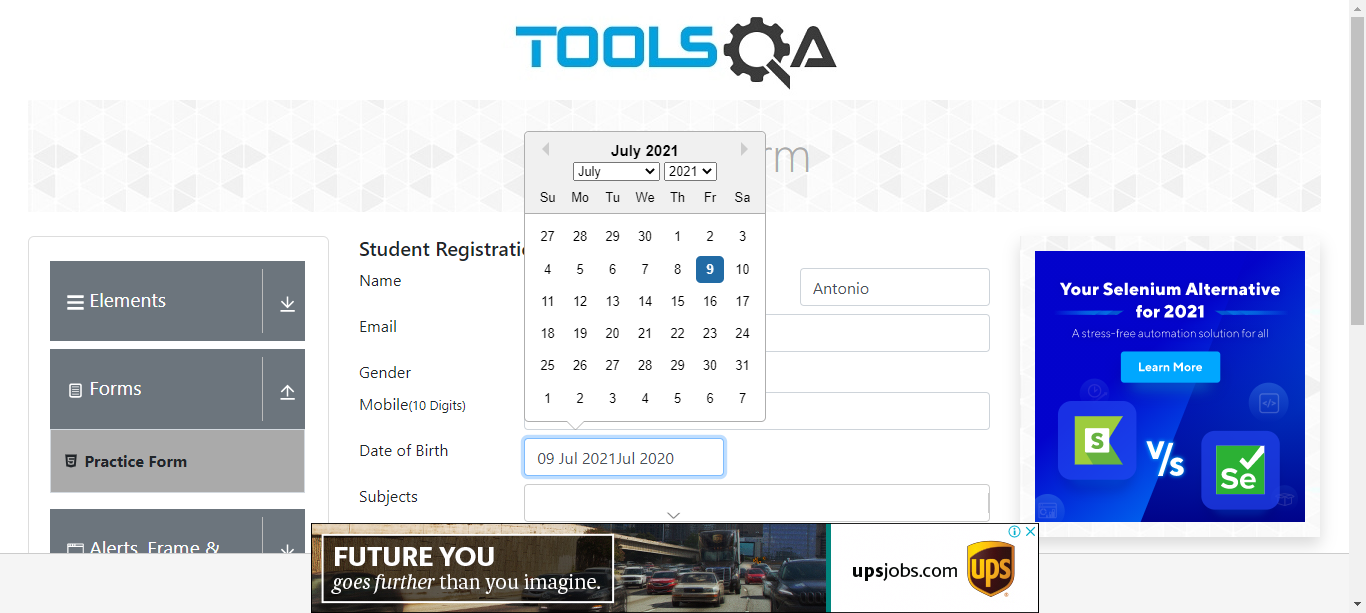 TOOLSQA
rm
July 2021
July 2021
Su Mo Tu We Th Fr Sa
27 28 29 30 1 2 3
4 5 6 7 8 9 10
11 12 13 14 15 16 17
18 19 20 21 22 23 24
25 26 27 28 29 30 31
1 2 3 4 5 6 7
Elements
Forms
Practice Form
Alerts, Frame &
Student Registratio
Name
Antonio
Email
Gender
Mobile(10 Digits)
Date of Birth
09 Jul 2021Jul 2020
Subjects
Your Selenium Alternative
for 2021
A stress-free automation solution for all
Learn More
S
V/s
Se
FUTURE YOU
goes further than you imagine.
upsjobs.com
ups